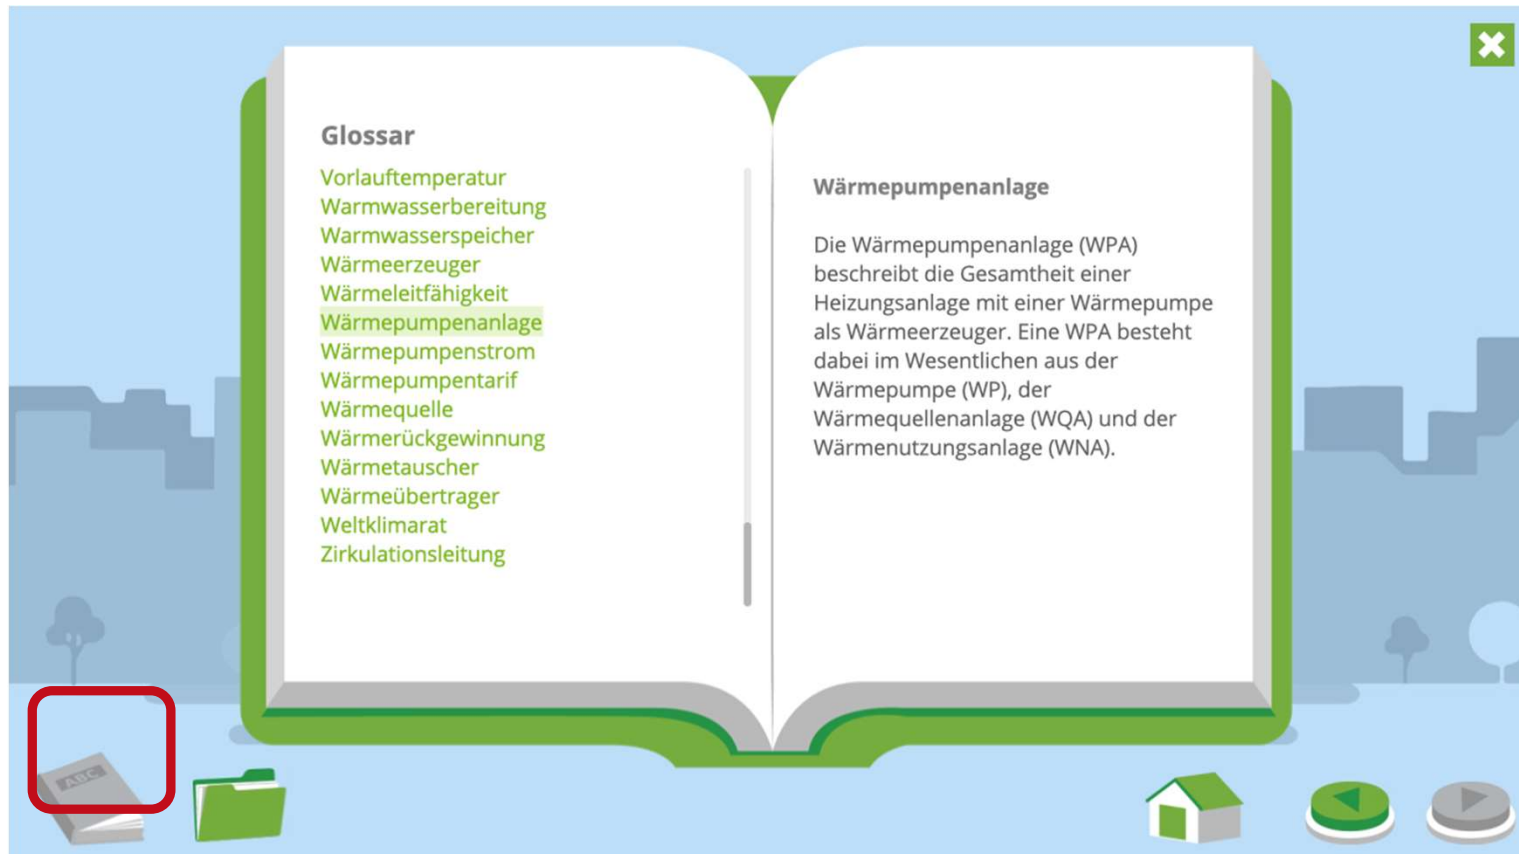 Glossar
Vorlauftemperatur
Warmwasserbereitung
Warmwasserspeicher
Wärmeerzeuger
Wärmeleitfähigkeit
Wärmepumpenanlage
Wärmepumpenstrom
Wärmepumpentarif
Wärmequelle
Wärmerückgewinnung
Wärmetauscher
Wärmeübertrager
Weltklimarat
Zirkulationsleitung
Wärmepumpenanlage
Die Wärmepumpenanlage (WPA)
beschreibt die Gesamtheit einer
Heizungsanlage mit einer Wärmepumpe
als Wärmeerzeuger. Eine WPA besteht
dabei im Wesentlichen aus der
Wärmepumpe (WP), der
Wärmequellenanlage (WQA) und der
Wärmenutzungsanlage (WNA).
ABC